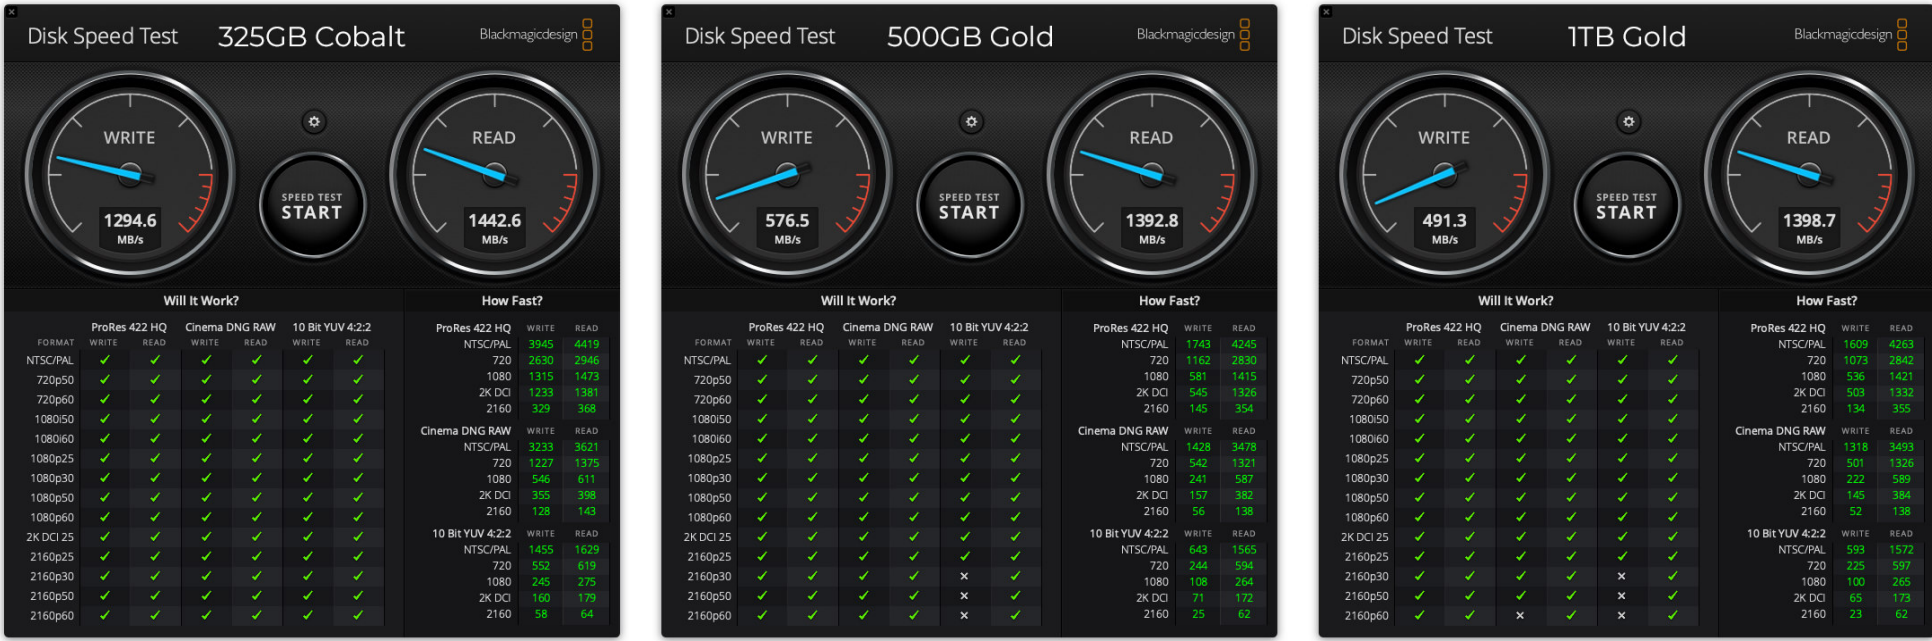 Disk Speed Test 325GB Cobalt Blackmagicdesign
WRITE
1294.6
MB/s
SPEED TEST
START
READ
1442.6
MB/s
Will It Work?
ProRes 422 HQ Cinema DNG RAW 10 Bit YUV 4:2:2
FORMAT WRITE READ WRITE READ WRITE READ
NTSC/PAL ✓ ✓ ✓ ✓ ✓ ✓
720p50 ✓ ✓ ✓ ✓ ✓ ✓
720p60 ✓ ✓ ✓ ✓ ✓ ✓
1080i50 ✓ ✓ ✓ ✓ ✓ ✓
1080i60 ✓ ✓ ✓ ✓ ✓ ✓
1080p25 ✓ ✓ ✓ ✓ ✓ ✓
1080p30 ✓ ✓ ✓ ✓ ✓ ✓
1080p50 ✓ ✓ ✓ ✓ ✓ ✓
1080p60 ✓ ✓ ✓ ✓ ✓ ✓
2K DCI 25 ✓ ✓ ✓ ✓ ✓ ✓
2160p25 ✓ ✓ ✓ ✓ ✓ ✓
2160p30 ✓ ✓ ✓ ✓ ✓ ✓
2160p50 ✓ ✓ ✓ ✓ ✓ ✓
2160p60 ✓ ✓ ✓ ✓ ✓ ✓
How Fast?
ProRes 422 HQ WRITE READ
NTSC/PAL 3945 4419
720 2630 2946
1080 1315 1473
2K DCI 1233 1381
2160 329 368
Cinema DNG RAW WRITE READ
NTSC/PAL 3233 3621
720 1227 1375
1080 546 611
2K DCI 355 398
2160 128 143
10 Bit YUV 4:2:2 WRITE READ
NTSC/PAL 1455 1629
720 552 619
1080 245 275
2K DCI 160 179
2160 58 64
Disk Speed Test 500GB Gold Blackmagicdesign
WRITE
576.5
MB/s
SPEED TEST
START
READ
1392.8
MB/s
Will It Work?
ProRes 422 HQ Cinema DNG RAW 10 Bit YUV 4:2:2
FORMAT WRITE READ WRITE READ WRITE READ
NTSC/PAL ✓ ✓ ✓ ✓ ✓ ✓
720p50 ✓ ✓ ✓ ✓ ✓ ✓
720p60 ✓ ✓ ✓ ✓ ✓ ✓
1080i50 ✓ ✓ ✓ ✓ ✓ ✓
1080i60 ✓ ✓ ✓ ✓ ✓ ✓
1080p25 ✓ ✓ ✓ ✓ ✓ ✓
1080p30 ✓ ✓ ✓ ✓ ✓ ✓
1080p50 ✓ ✓ ✓ ✓ ✓ ✓
1080p60 ✓ ✓ ✓ ✓ ✓ ✓
2K DCI 25 ✓ ✓ ✓ ✓ ✓ ✓
2160p25 ✓ ✓ ✓ ✓ ✓ ✓
2160p30 ✓ ✓ ✓ ✓ × ✓
2160p50 ✓ ✓ ✓ ✓ × ✓
2160p60 ✓ ✓ ✓ ✓ × ✓
How Fast?
ProRes 422 HQ WRITE READ
NTSC/PAL 1743 4245
720 1162 2830
1080 581 1415
2K DCI 545 1326
2160 145 354
Cinema DNG RAW WRITE READ
NTSC/PAL 1428 3478
720 542 1321
1080 241 587
2K DCI 157 382
2160 56 138
10 Bit YUV 4:2:2 WRITE READ
NTSC/PAL 643 1565
720 244 594
1080 108 264
2K DCI 71 172
2160 25 62
Disk Speed Test 1TB Gold Blackmagicdesign
WRITE
491.3
MB/s
SPEED TEST
START
READ
1398.7
MB/s
Will It Work?
ProRes 422 HQ Cinema DNG RAW 10 Bit YUV 4:2:2
FORMAT WRITE READ WRITE READ WRITE READ
NTSC/PAL ✓ ✓ ✓ ✓ ✓ ✓
720p50 ✓ ✓ ✓ ✓ ✓ ✓
720p60 ✓ ✓ ✓ ✓ ✓ ✓
1080i50 ✓ ✓ ✓ ✓ ✓ ✓
1080i60 ✓ ✓ ✓ ✓ ✓ ✓
1080p25 ✓ ✓ ✓ ✓ ✓ ✓
1080p30 ✓ ✓ ✓ ✓ ✓ ✓
1080p50 ✓ ✓ ✓ ✓ ✓ ✓
1080p60 ✓ ✓ ✓ ✓ ✓ ✓
2K DCI 25 ✓ ✓ ✓ ✓ ✓ ✓
2160p25 ✓ ✓ ✓ ✓ ✓ ✓
2160p30 ✓ ✓ ✓ ✓ × ✓
2160p50 ✓ ✓ ✓ ✓ × ✓
2160p60 ✓ ✓ × ✓ × ✓
How Fast?
ProRes 422 HQ WRITE READ
NTSC/PAL 1609 4263
720 1073 2842
1080 536 1421
2K DCI 503 1332
2160 134 355
Cinema DNG RAW WRITE READ
NTSC/PAL 1318 3493
720 501 1326
1080 222 589
2K DCI 145 384
2160 52 138
10 Bit YUV 4:2:2 WRITE READ
NTSC/PAL 593 1572
720 225 597
1080 100 265
2K DCI 65 173
2160 23 62